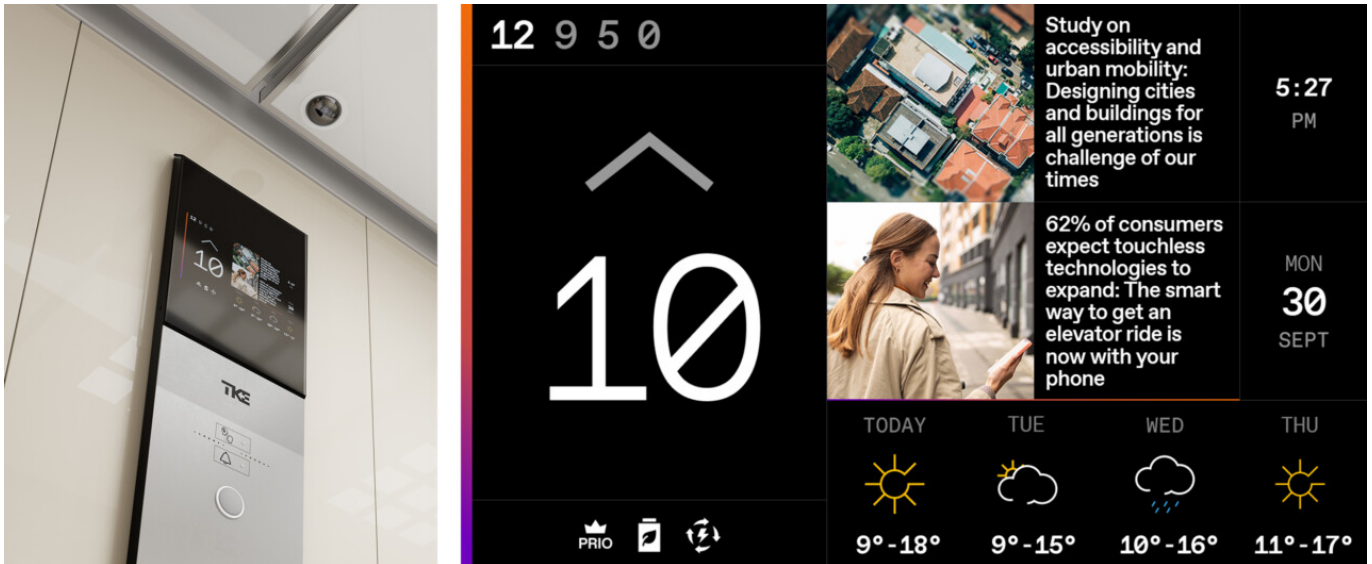 TKE
12 9 5 0
10
PRIO
Study on
accessibility and
urban mobility:
Designing cities
and buildings for
all generations is
challenge of our
times
5:27
PM
62% of consumers
expect touchless
technologies to
expand: The smart
way to get an
elevator ride is
now with your
phone
MON
30
SEPT
TODAY
TUE
WED
THU
9°-18°
9°-15°
10°-16°
11°-17°